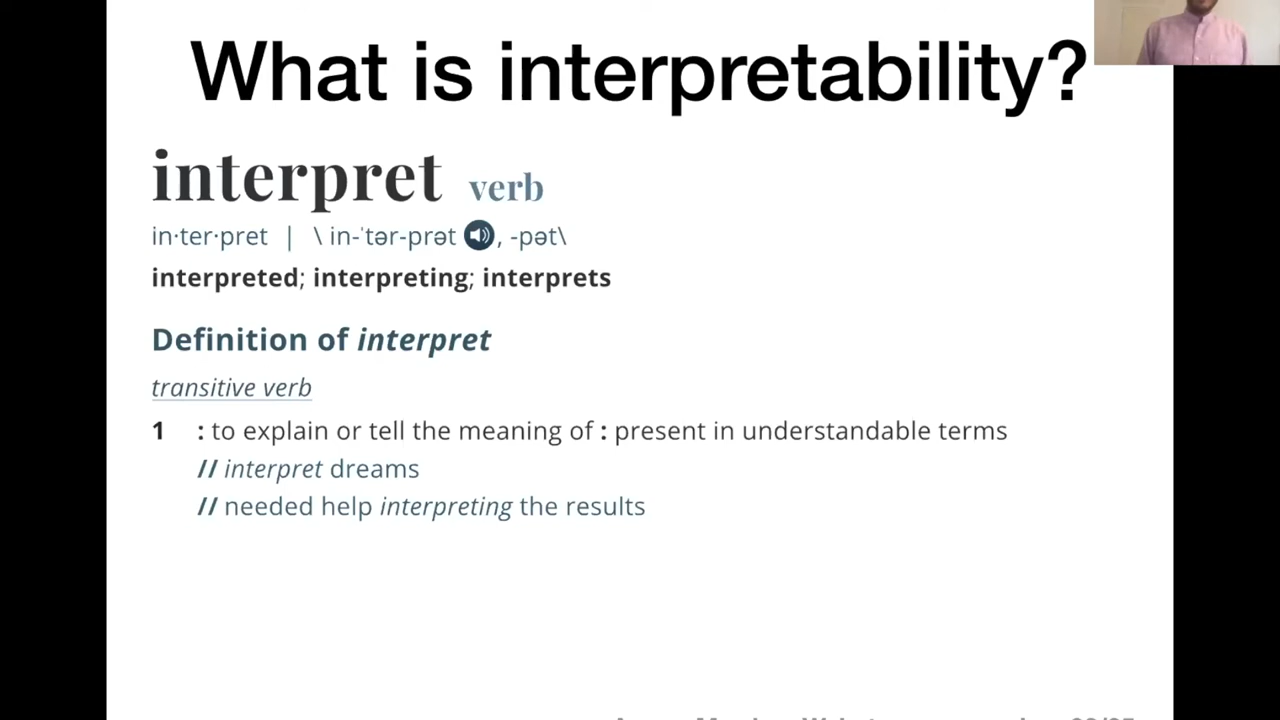 What is interpretability?
interpret verb
in·ter·pret | \ in-ˈtər-prət , -pət\
interpreted; interpreting; interprets
Definition of interpret
transitive verb
1 : to explain or tell the meaning of : present in understandable terms
// interpret dreams
// needed help interpreting the results